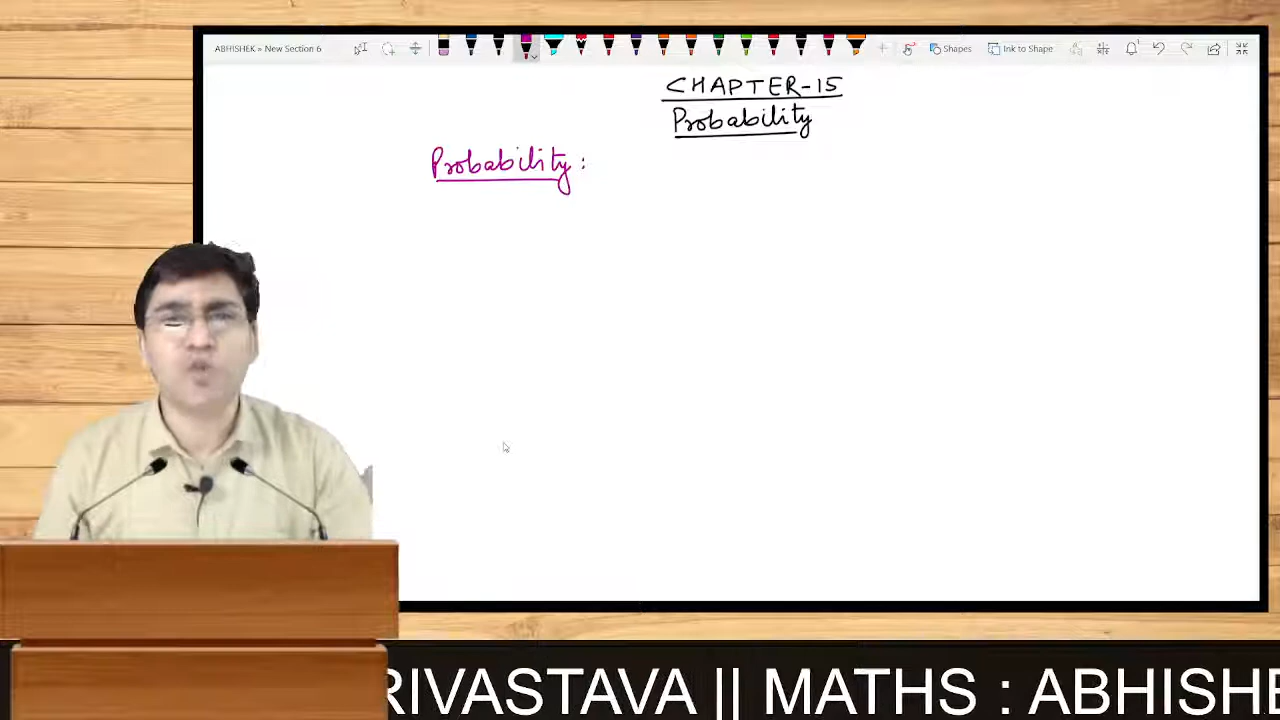 ABHISHEK » New Section 6
Shapes
Ink to Shape
CHAPTER-15
Probability
Probability:
RIVASTAVA || MATHS : ABHISHE